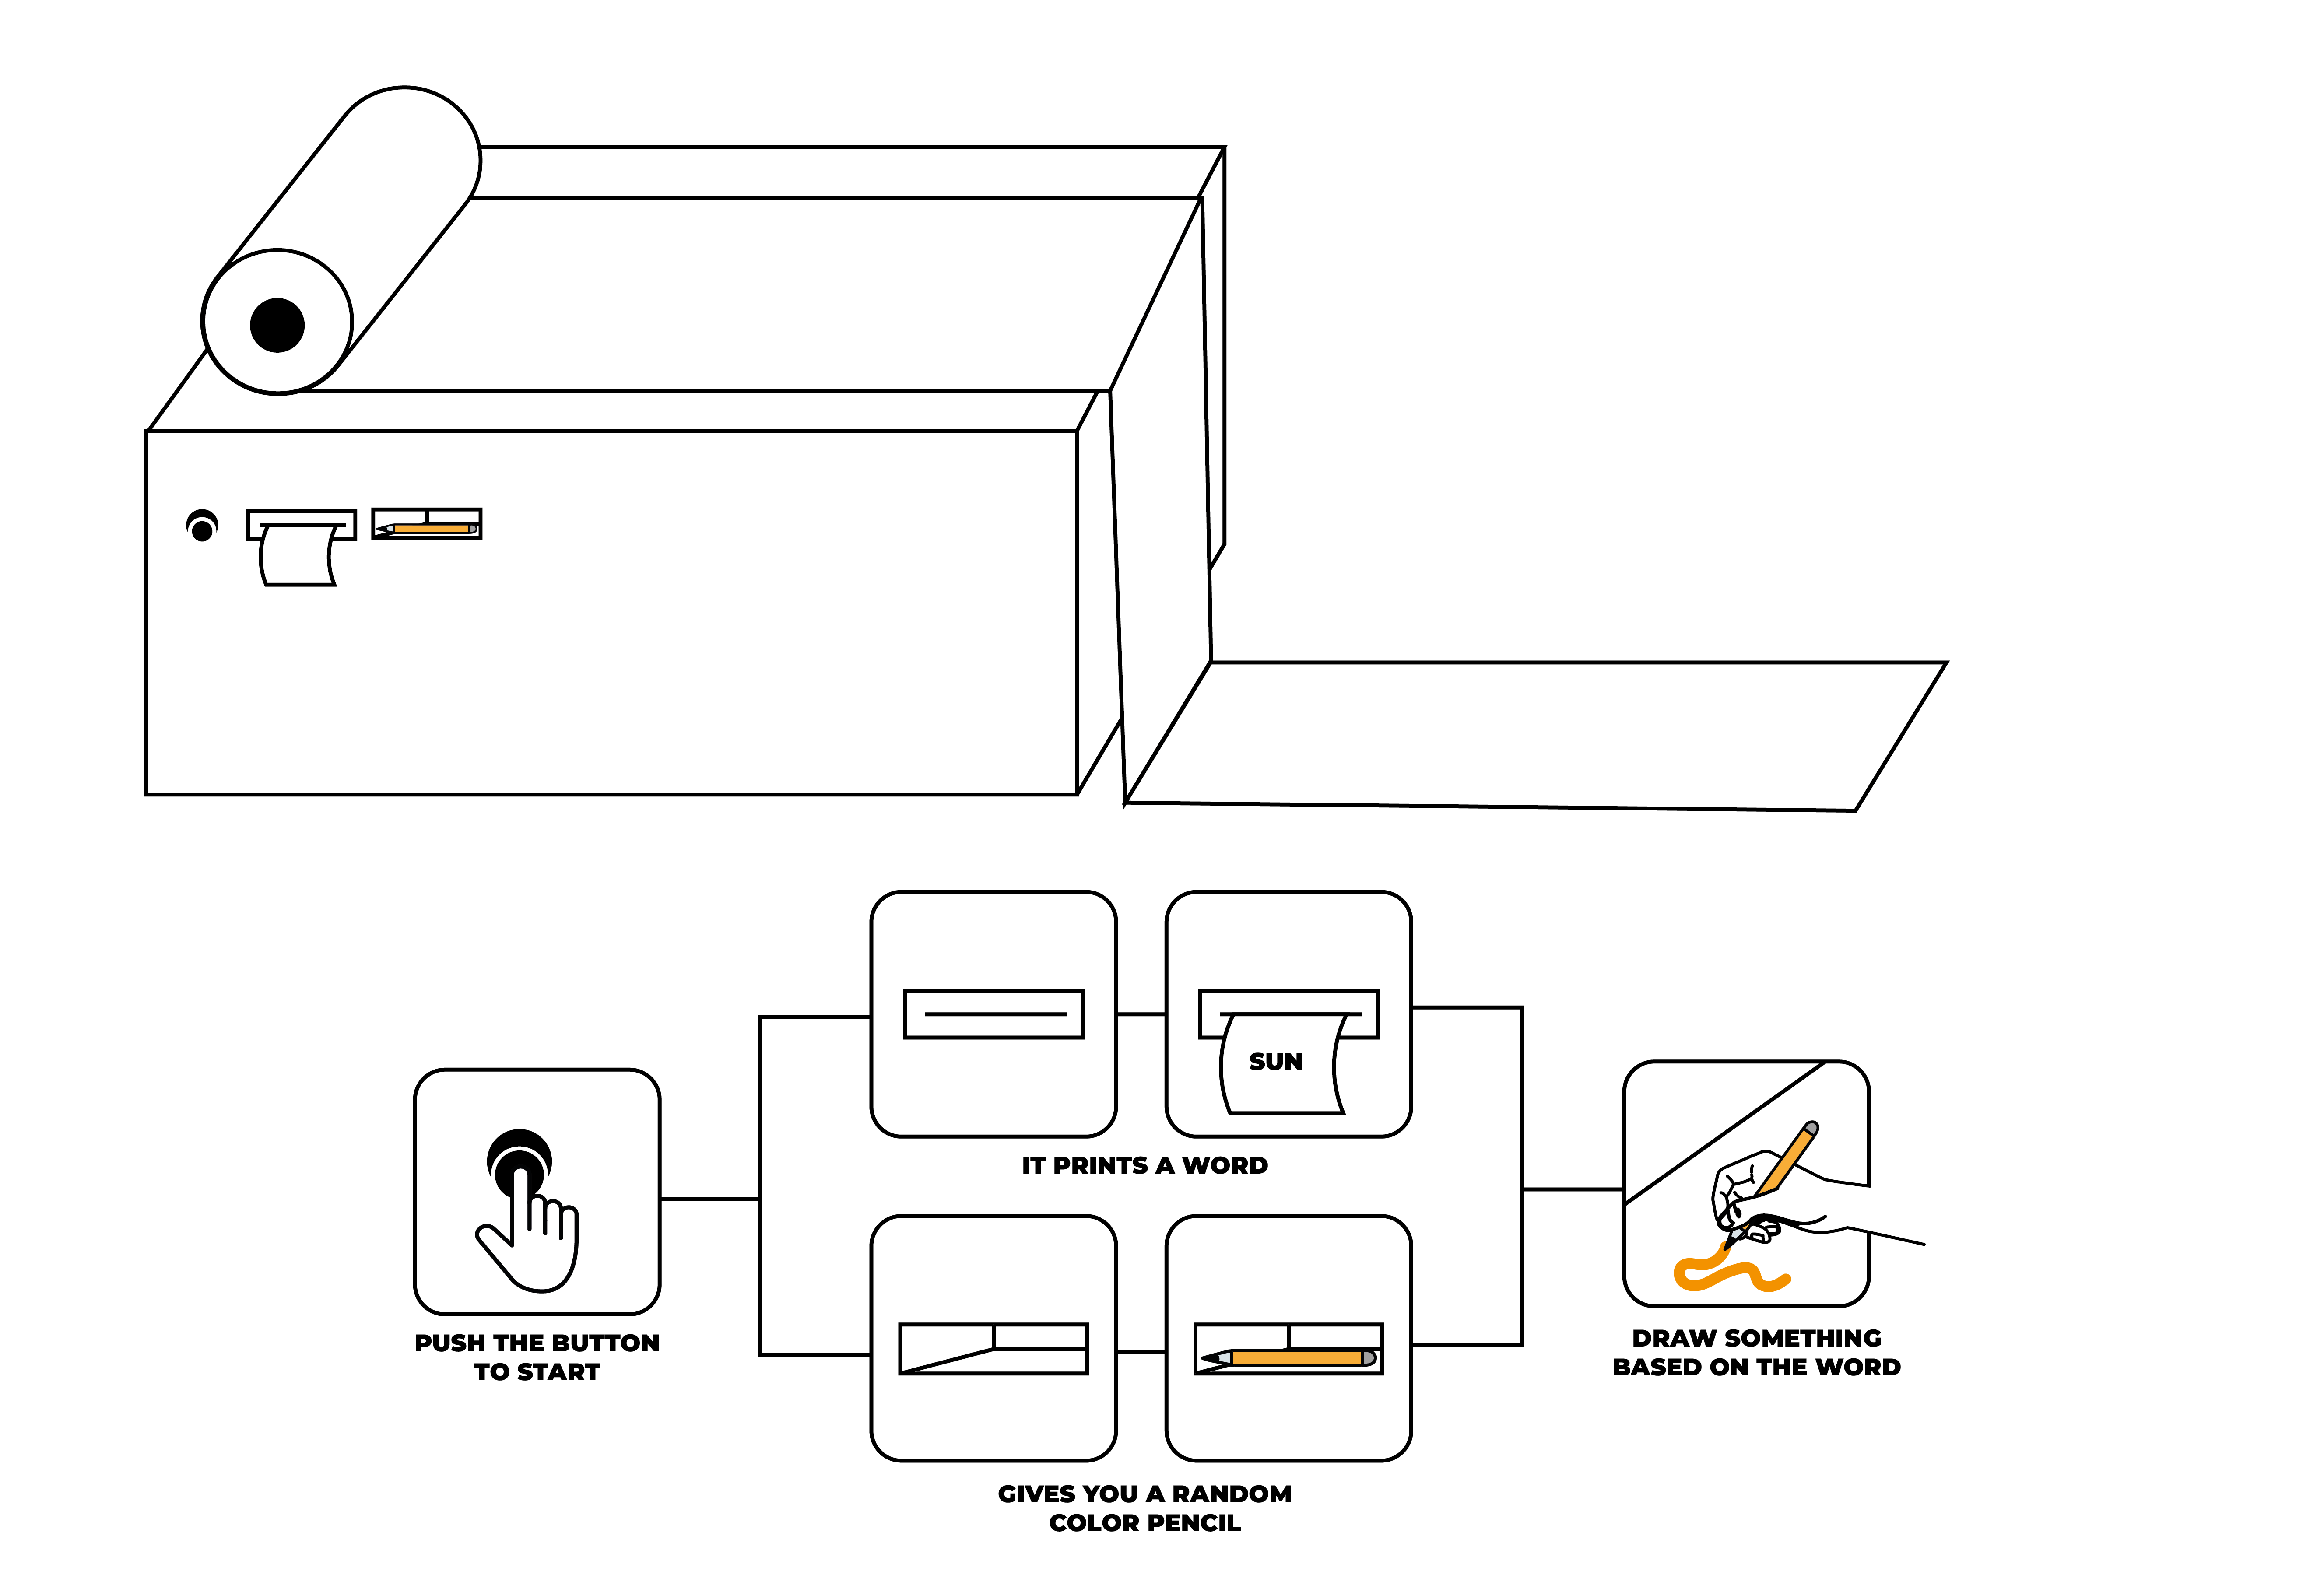 SUN
IT PRINTS A WORD
PUSH THE BUTTON
TO START
DRAW SOMETHING
BASED ON THE WORD
GIVES YOU A RANDOM
COLOR PENCIL